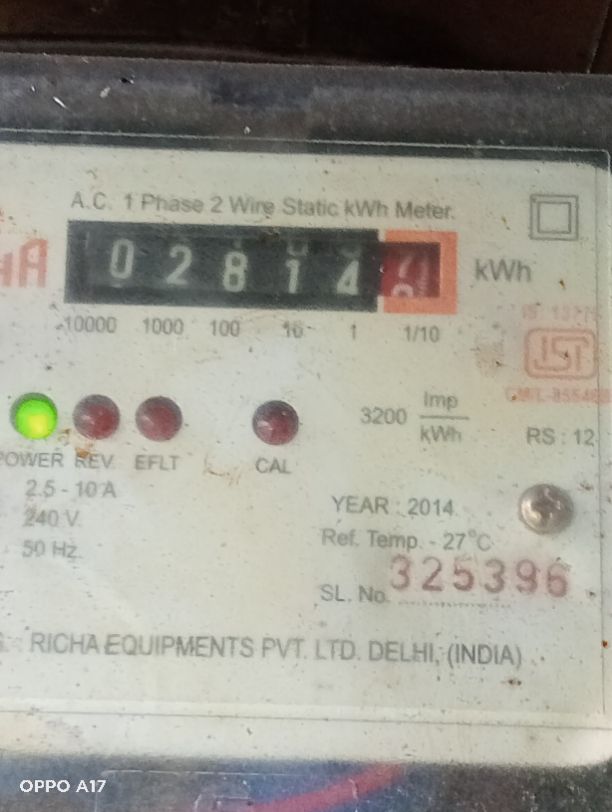 A.C. 1 Phase 2 Wire Static kWh Meter.
0 2 8 1 4 7 kWh
10000 1000 100 10 1 1/10
3200 Imp/kWh
POWER REV. EFLT CAL
RS : 12
2.5 - 10 A
240 V
50 Hz.
YEAR : 2014
Ref. Temp. - 27°C
SL. No. 325396
RICHA EQUIPMENTS PVT. LTD. DELHI, (INDIA)
OPPO A17